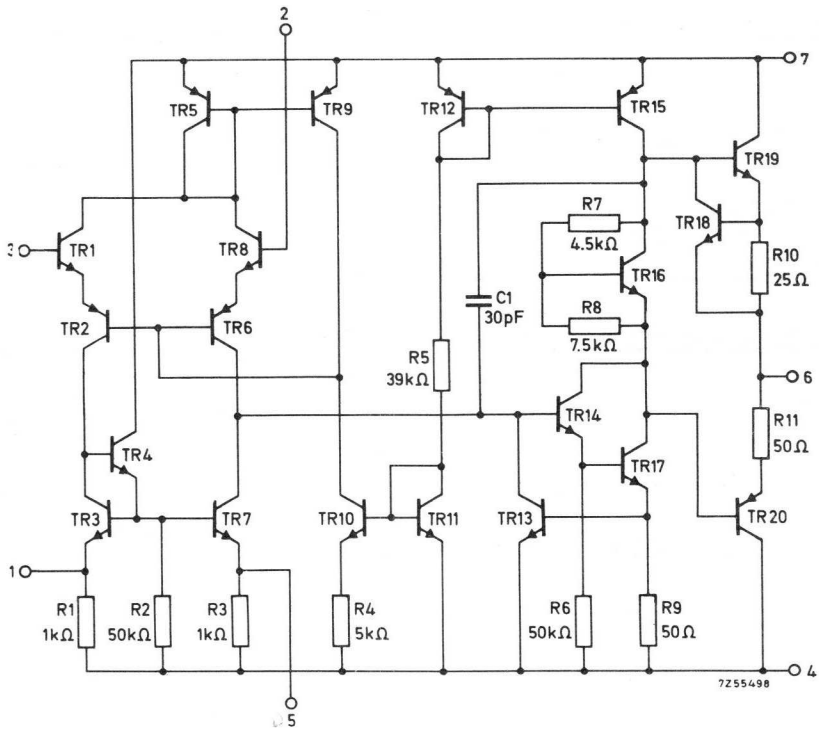 2
7
TR5
TR9
TR12
TR15
TR19
TR18
3
TR1
TR8
R7
4.5kΩ
R10
25Ω
TR16
C1
30pF
R8
7.5kΩ
TR2
TR6
R5
39kΩ
6
TR14
R11
50Ω
TR4
TR17
TR3
TR7
TR10
TR11
TR13
TR20
1
R1
1kΩ
R2
50kΩ
R3
1kΩ
R4
5kΩ
R6
50kΩ
R9
50Ω
4
7Z55498
5